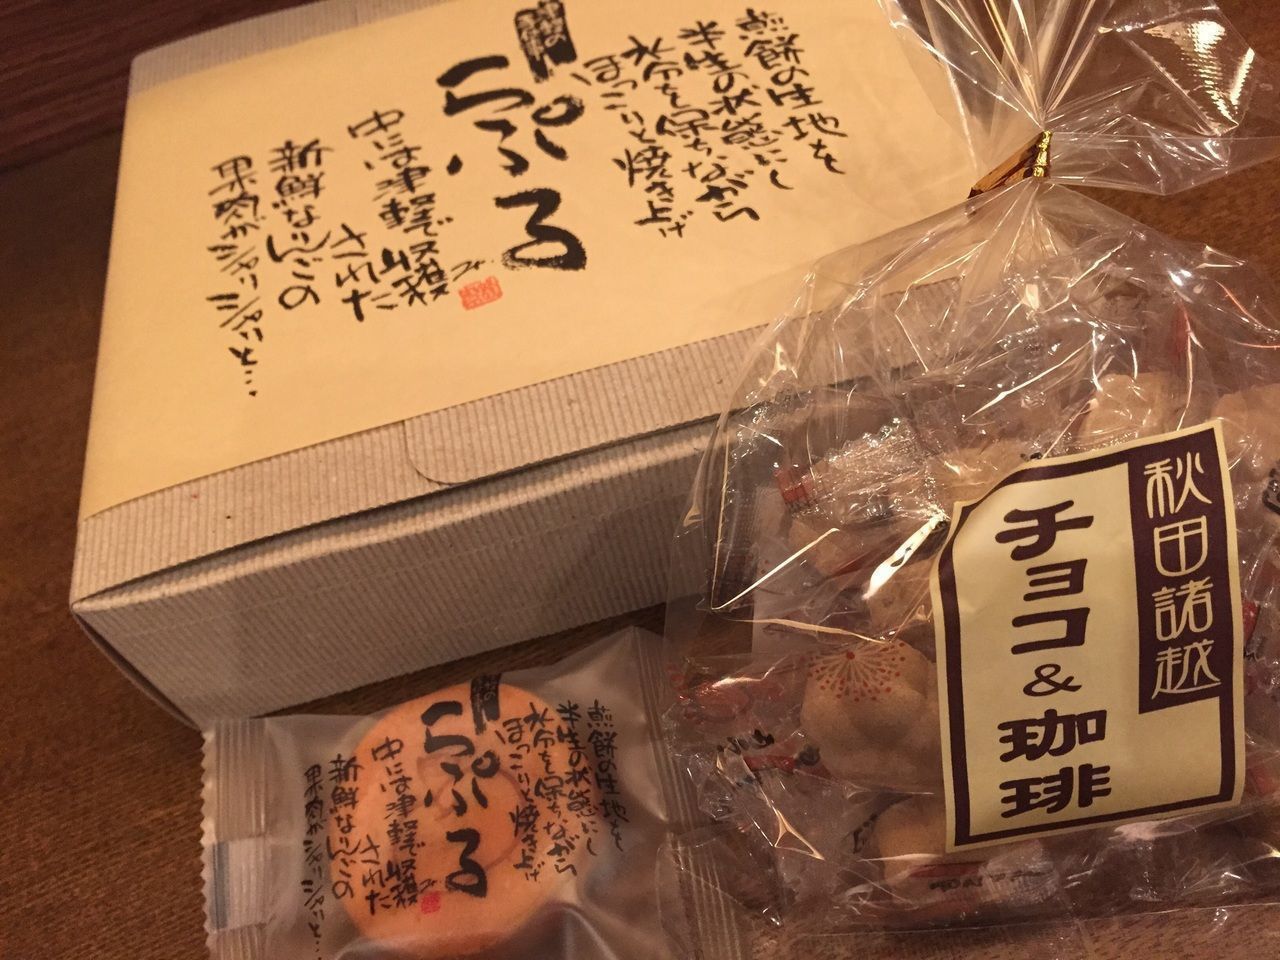 煎餅の生地を
半生の状態にし
水分を保ちながら
ほっこりと焼き上げ
らぷる
中には津軽で収穫
された
新鮮なりんごの
果肉がシャリシャリと…
秋田諸越
チョコ&珈琲
煎餅の生地を
半生の状態にし
水分を保ちながら
ほっこりと焼き上げ
らぷる
中には津軽で収穫
された
新鮮なりんごの
果肉がシャリシャリと…